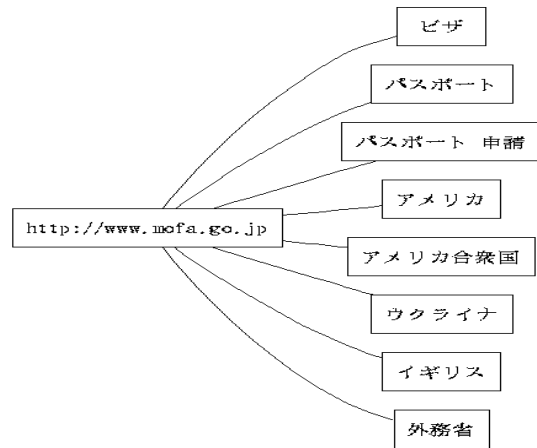 ビザ
パスポート
パスポート 申請
アメリカ
http://www.mofa.go.jp
アメリカ合衆国
ウクライナ
イギリス
外務省